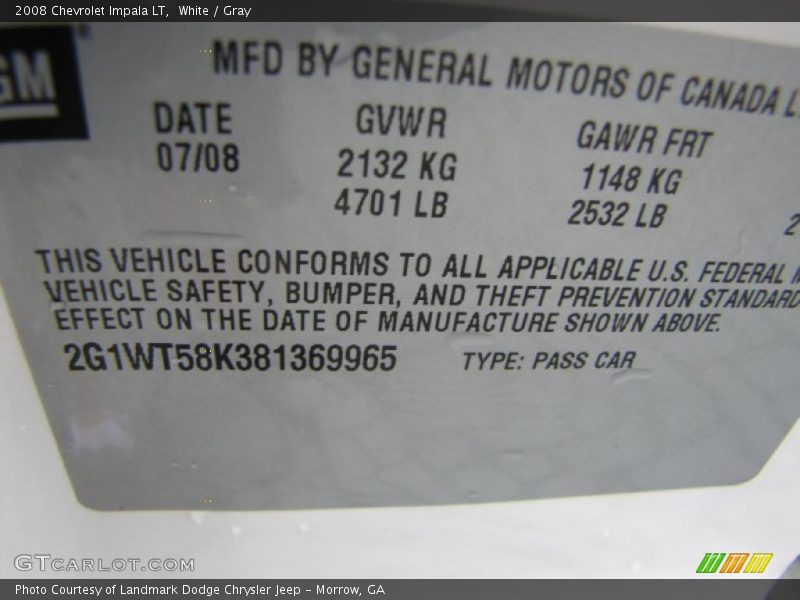 2008 Chevrolet Impala LT, White / Gray
GM
MFD BY GENERAL MOTORS OF CANADA
DATE GVWR GAWR FRT
07/08 2132 KG 1148 KG
4701 LB 2532 LB
THIS VEHICLE CONFORMS TO ALL APPLICABLE U.S. FEDERAL
VEHICLE SAFETY, BUMPER, AND THEFT PREVENTION STANDARD
EFFECT ON THE DATE OF MANUFACTURE SHOWN ABOVE.
2G1WT58K381369965 TYPE: PASS CAR
GTCARLOT.COM
Photo Courtesy of Landmark Dodge Chrysler Jeep - Morrow, GA